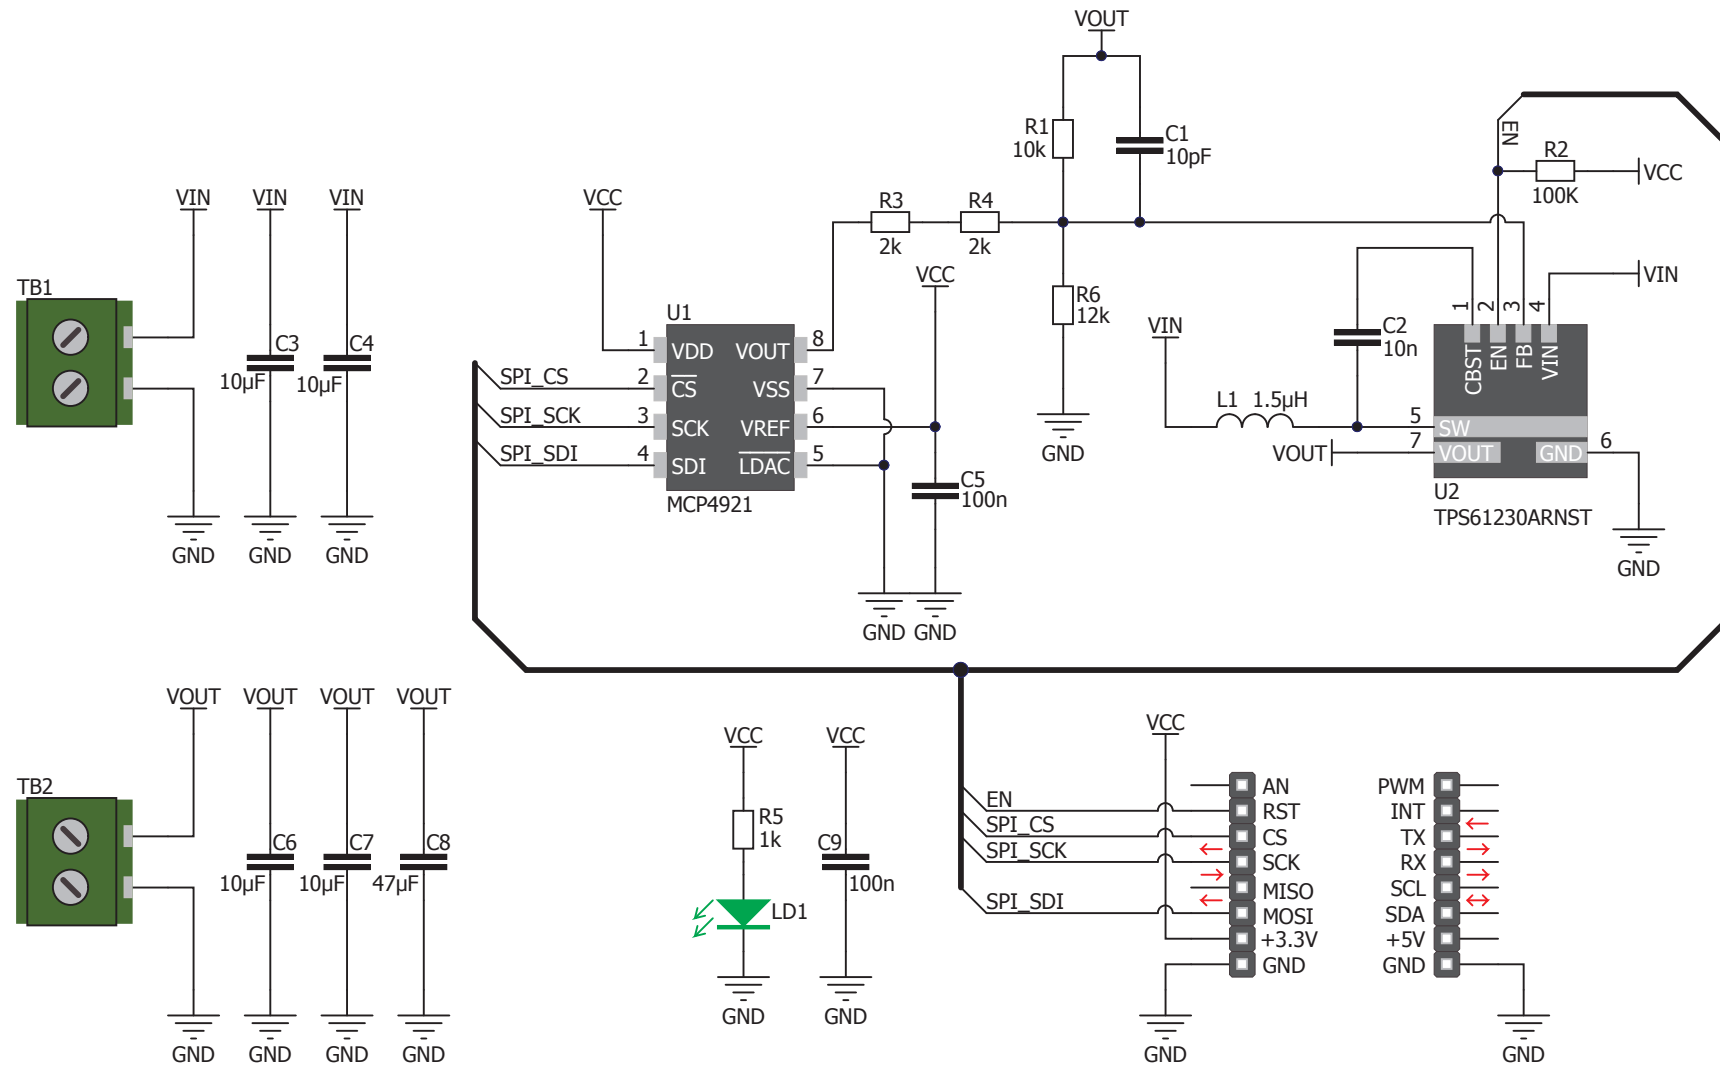 VOUT
R1
10k
C1
10pF
EN
R2
100K
VCC
VIN
VIN
VIN
TB1
C3
10µF
C4
10µF
GND
GND
GND
VCC
R3
2k
R4
2k
VCC
R6
12k
GND
U1
1 VDD VOUT 8
SPI_CS 2 CS VSS 7
SPI_SCK 3 SCK VREF 6
SPI_SDI 4 SDI LDAC 5
MCP4921
C5
100n
GND
GND
VIN
VIN
C2
10n
L1 1.5µH
1 2 3 4
CBST
EN
FB
VIN
5 SW
VOUT 7 VOUT GND 6
U2
TPS61230ARNST
GND
VOUT
VOUT
VOUT
VOUT
TB2
C6
10µF
C7
10µF
C8
47µF
GND
GND
GND
GND
VCC
R5
1k
LD1
GND
VCC
C9
100n
GND
VCC
AN
EN RST
SPI_CS CS
SPI_SCK SCK
MISO
SPI_SDI MOSI
+3.3V
GND
GND
PWM
INT
TX
RX
SCL
SDA
+5V
GND
GND